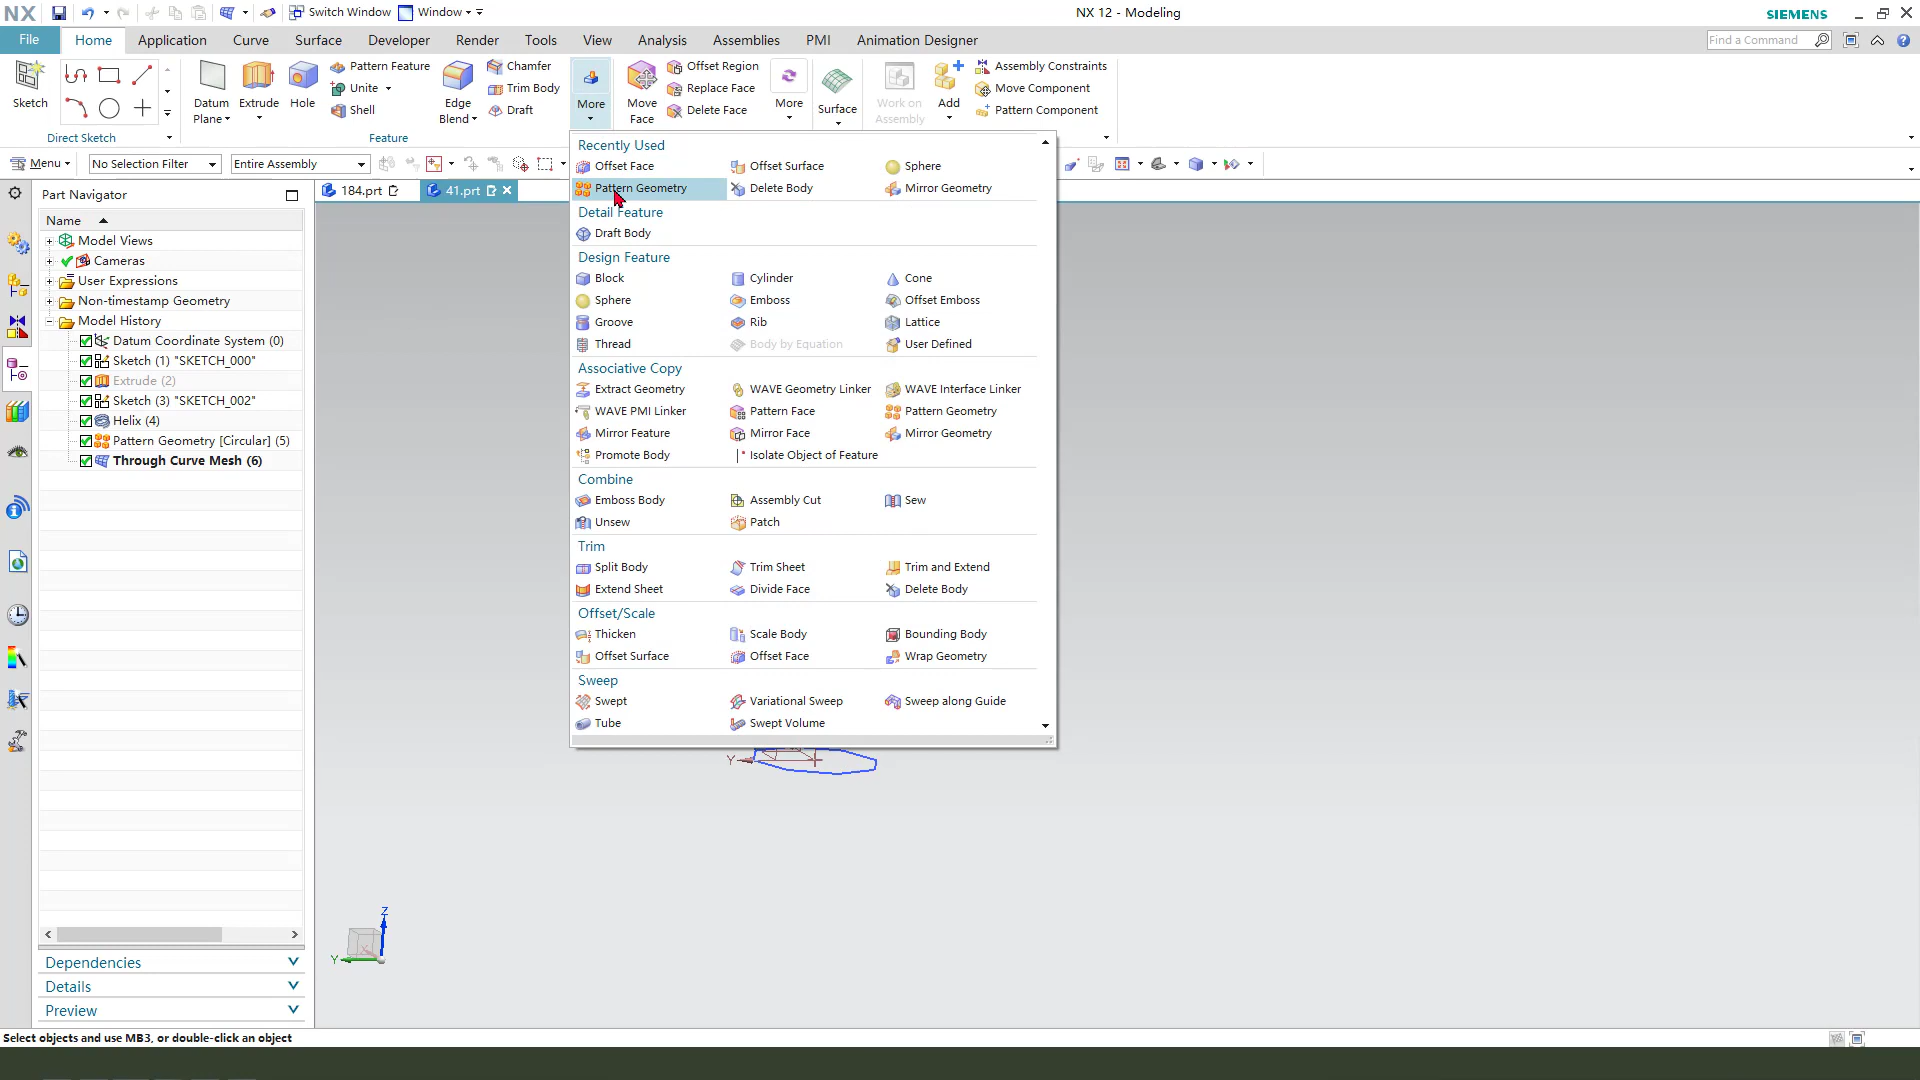 NX Switch Window Window NX 12 - Modeling SIEMENS
File Home Application Curve Surface Developer Render Tools View Analysis Assemblies PMI Animation Designer Find a Command
Sketch
Direct Sketch
Datum Plane Extrude Hole
Pattern Feature
Unite
Shell
Edge Blend
Chamfer
Trim Body
Draft
More
Feature
Move Face
Offset Region
Replace Face
Delete Face
More
Surface
Work on Assembly
Add
Assembly Constraints
Move Component
Pattern Component
Menu No Selection Filter Entire Assembly
Part Navigator
184.prt 41.prt
Name
Model Views
Cameras
User Expressions
Non-timestamp Geometry
Model History
Datum Coordinate System (0)
Sketch (1) "SKETCH_000"
Extrude (2)
Sketch (3) "SKETCH_002"
Helix (4)
Pattern Geometry [Circular] (5)
Through Curve Mesh (6)
Dependencies
Details
Preview
Recently Used
Offset Face Offset Surface Sphere
Pattern Geometry Delete Body Mirror Geometry
Detail Feature
Draft Body
Design Feature
Block Cylinder Cone
Sphere Emboss Offset Emboss
Groove Rib Lattice
Thread Body by Equation User Defined
Associative Copy
Extract Geometry WAVE Geometry Linker WAVE Interface Linker
WAVE PMI Linker Pattern Face Pattern Geometry
Mirror Feature Mirror Face Mirror Geometry
Promote Body Isolate Object of Feature
Combine
Emboss Body Assembly Cut Sew
Unsew Patch
Trim
Split Body Trim Sheet Trim and Extend
Extend Sheet Divide Face Delete Body
Offset/Scale
Thicken Scale Body Bounding Body
Offset Surface Offset Face Wrap Geometry
Sweep
Swept Variational Sweep Sweep along Guide
Tube Swept Volume
Y
Z
Y
Select objects and use MB3, or double-click an object